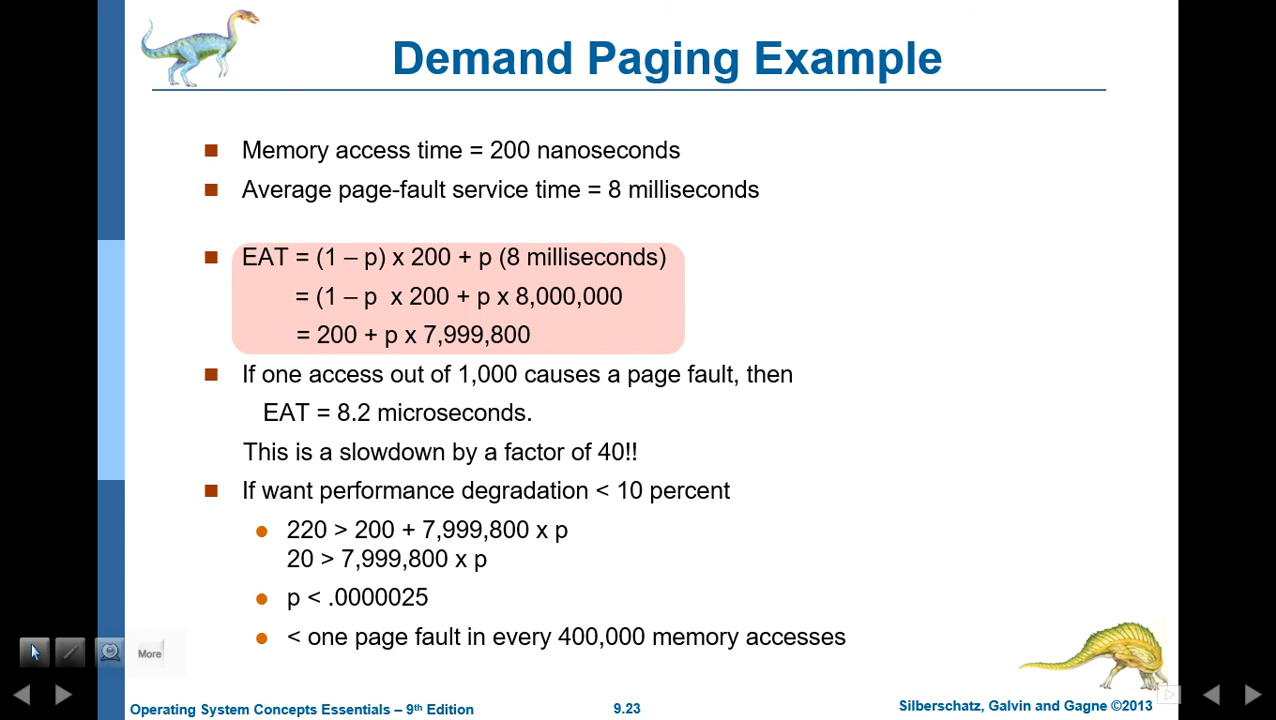 Demand Paging Example
Memory access time = 200 nanoseconds
Average page-fault service time = 8 milliseconds
EAT = (1 – p) x 200 + p (8 milliseconds)
= (1 – p x 200 + p x 8,000,000
= 200 + p x 7,999,800
If one access out of 1,000 causes a page fault, then
EAT = 8.2 microseconds.
This is a slowdown by a factor of 40!!
If want performance degradation < 10 percent
220 > 200 + 7,999,800 x p
20 > 7,999,800 x p
p < .0000025
< one page fault in every 400,000 memory accesses
More
Operating System Concepts Essentials – 9th Edition
9.23
Silberschatz, Galvin and Gagne ©2013